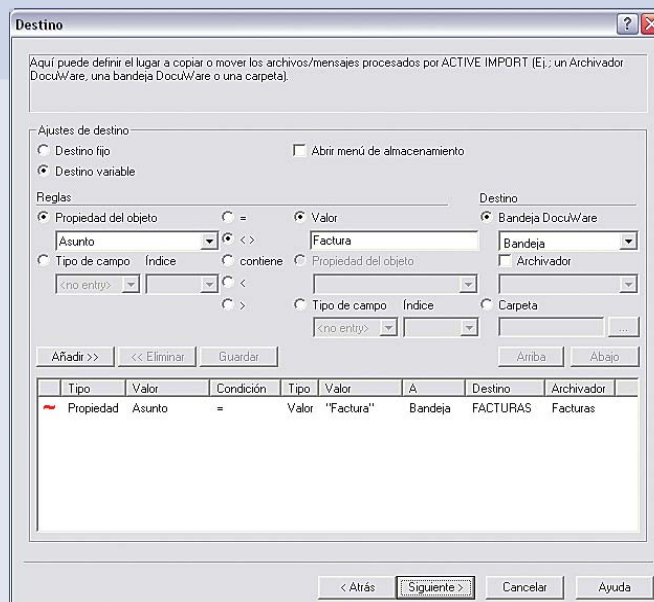 Destino
Aquí puede definir el lugar a copiar o mover los archivos/mensajes procesados por ACTIVE IMPORT (Ej.; un Archivador
DocuWare, una bandeja DocuWare o una carpeta).
Ajustes de destino
Destino fijo
Abrir menú de almacenamiento
Destino variable
Reglas
Destino
Propiedad del objeto = Valor Bandeja DocuWare
Asunto <> Factura Bandeja
Tipo de campo Índice contiene Propiedad del objeto Archivador
<no entry> <
> Tipo de campo Índice Carpeta
<no entry> ...
Añadir >> << Eliminar Guardar Arriba Abajo
Tipo Valor Condición Tipo Valor A Destino Archivador
Propiedad Asunto = Valor "Factura" Bandeja FACTURAS Facturas
< Atrás Siguiente > Cancelar Ayuda